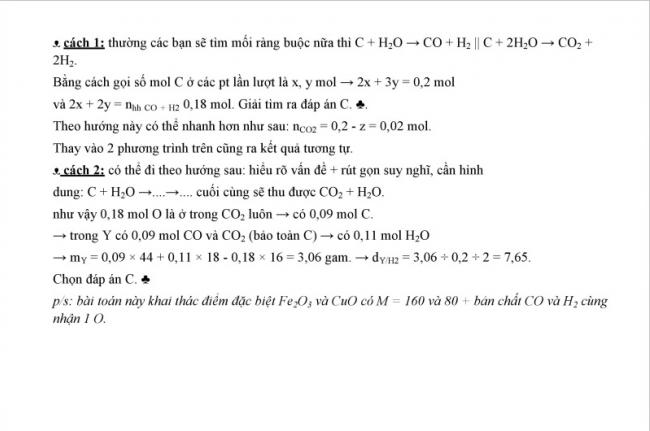 ᴥ cách 1: thường các bạn sẽ tìm mối ràng buộc nữa thì C + H₂O → CO + H₂ || C + 2H₂O → CO₂ +
2H₂.
Bằng cách gọi số mol C ở các pt lần lượt là x, y mol → 2x + 3y = 0,2 mol
và 2x + 2y = nhh CO + H2 0,18 mol. Giải tìm ra đáp án C. ♣.
Theo hướng này có thể nhanh hơn như sau: nCO2 = 0,2 - z = 0,02 mol.
Thay vào 2 phương trình trên cũng ra kết quả tương tự.
ᴥ cách 2: có thể đi theo hướng sau: hiểu rõ vấn đề + rút gọn suy nghĩ, cần hình
dung: C + H₂O →....→.... cuối cùng sẽ thu được CO₂ + H₂O.
như vậy 0,18 mol O là ở trong CO₂ luôn → có 0,09 mol C.
→ trong Y có 0,09 mol CO và CO₂ (bảo toàn C) → có 0,11 mol H₂O
→ mY = 0,09 × 44 + 0,11 × 18 - 0,18 × 16 = 3,06 gam. → dY/H2 = 3,06 ÷ 0,2 ÷ 2 = 7,65.
Chọn đáp án C. ♣
p/s: bài toán này khai thác điểm đặc biệt Fe₂O₃ và CuO có M = 160 và 80 + bản chất CO và H₂ cùng
nhận 1 O.